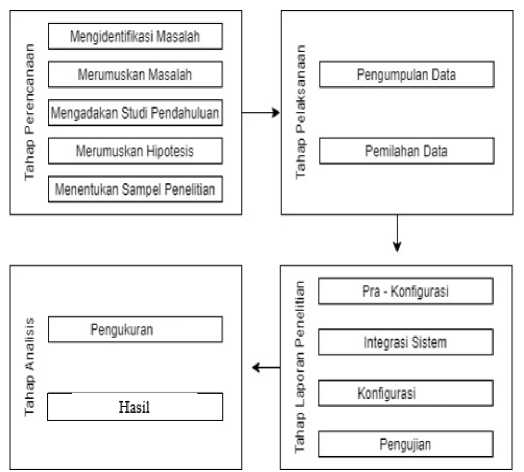 Tahap Perencanaan
Mengidentifikasi Masalah
Merumuskan Masalah
Mengadakan Studi Pendahuluan
Merumuskan Hipotesis
Menentukan Sampel Penelitian
Tahap Pelaksanaan
Pengumpulan Data
Pemilahan Data
Tahap Laporan Penelitian
Pra - Konfigurasi
Integrasi Sistem
Konfigurasi
Pengujian
Tahap Analisis
Pengukuran
Hasil